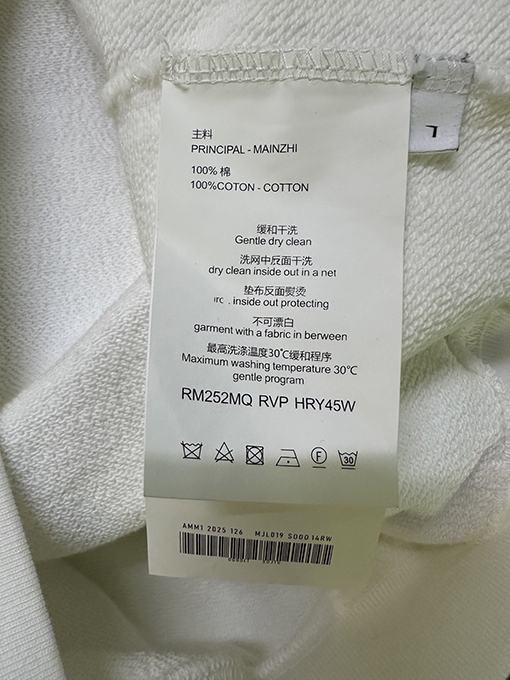 主料
PRINCIPAL - MAINZHI
100% 棉
100%COTON - COTTON
缓和干洗
Gentle dry clean
洗网中反面干洗
dry clean inside out in a net
垫布反面熨烫
inside out protecting
不可漂白
garment with a fabric in berween
最高洗涤温度30℃缓和程序
Maximum washing temperature 30℃
gentle program
RM252MQ RVP HRY45W
F
30
AMM1 2025 126 MJL019 S00014RW
L